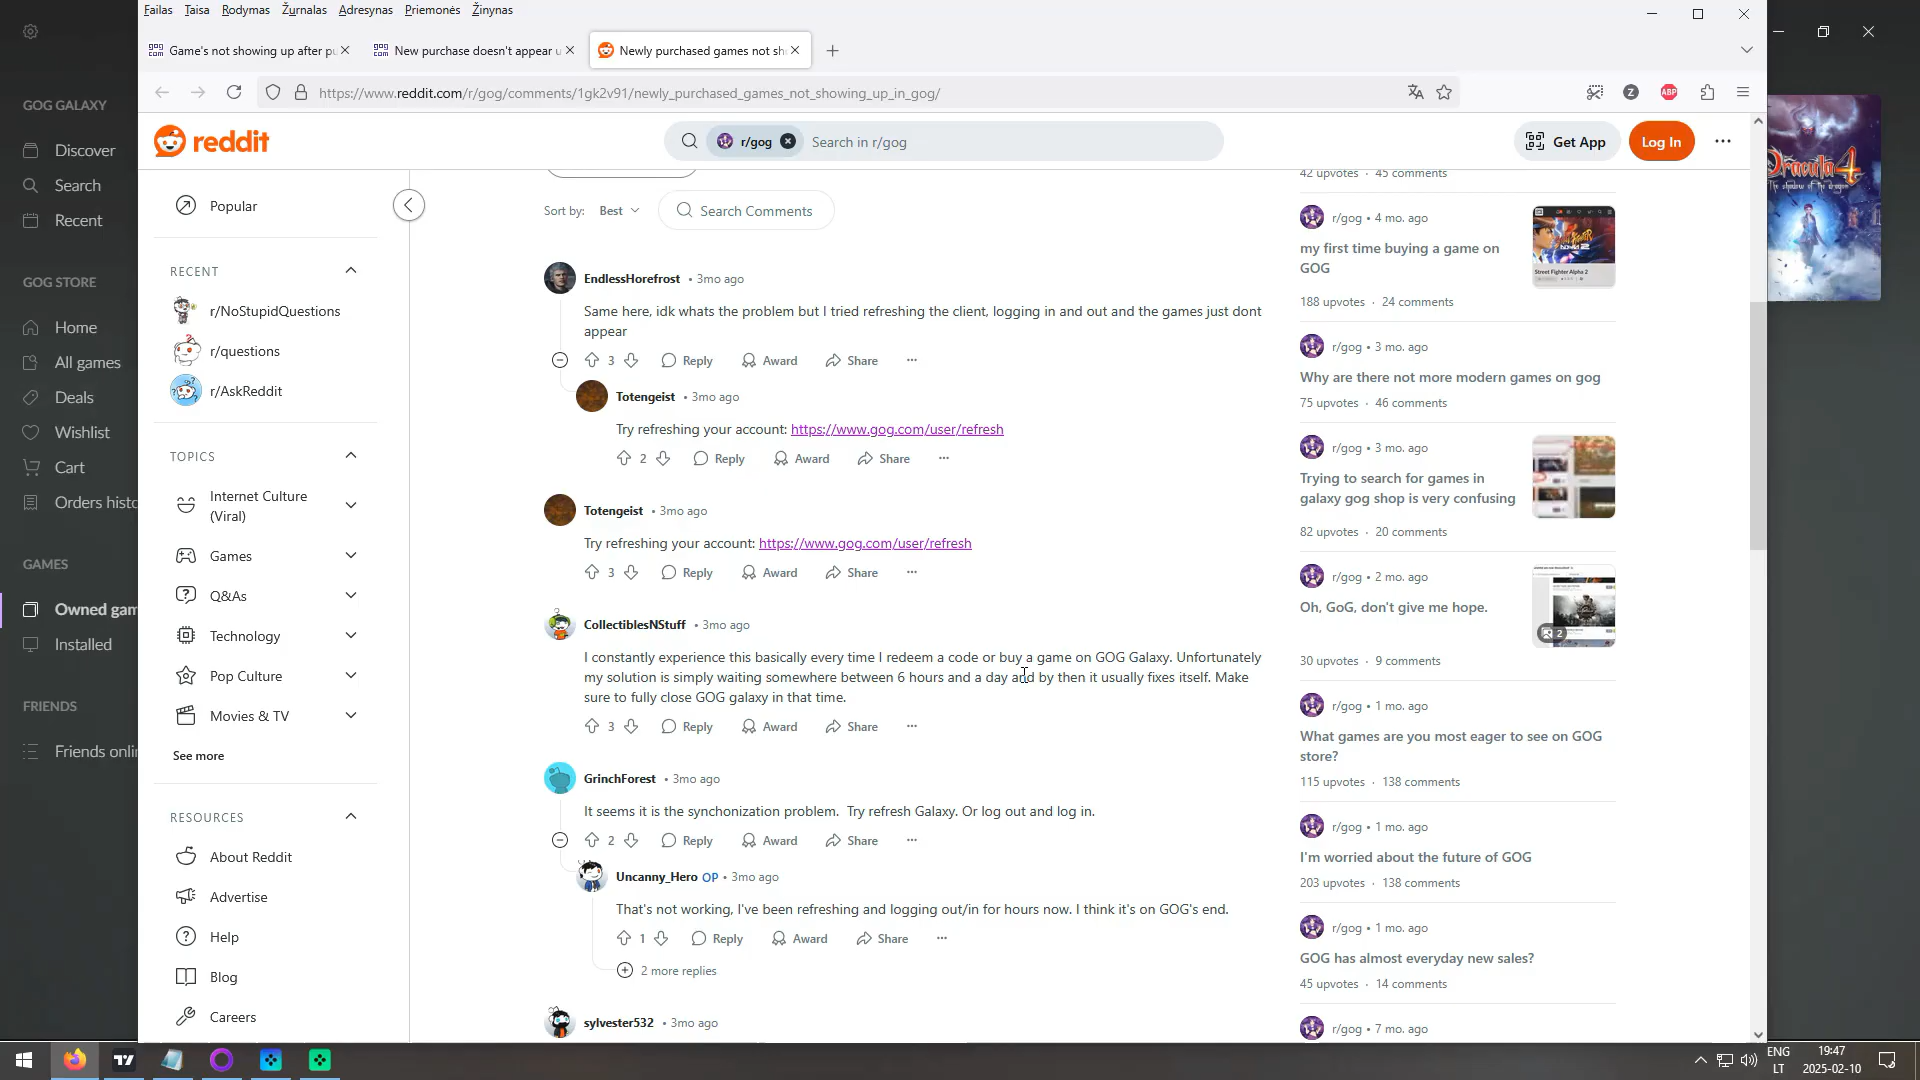 Failas Taisa Rodymas Žurnalas Adresynas Priemonės Žinynas
Game's not showing up after pu
New purchase doesn't appear u
Newly purchased games not sho
https://www.reddit.com/r/gog/comments/1gk2v91/newly_purchased_games_not_showing_up_in_gog/
Z
ABP
reddit
r/gog
Search in r/gog
Get App
Log In
GOG GALAXY
Discover
Search
Recent
GOG STORE
Home
All games
Deals
Wishlist
Cart
Orders histo
GAMES
Owned gam
Installed
FRIENDS
Friends onlin
Popular
RECENT
r/NoStupidQuestions
r/questions
r/AskReddit
TOPICS
Internet Culture
(Viral)
Games
Q&As
Technology
Pop Culture
Movies & TV
See more
RESOURCES
About Reddit
Advertise
Help
Blog
Careers
Sort by: Best
Search Comments
EndlessHorefrost • 3mo ago
Same here, idk whats the problem but I tried refreshing the client, logging in and out and the games just dont
appear
3 Reply Award Share
Totengeist • 3mo ago
Try refreshing your account: https://www.gog.com/user/refresh
2 Reply Award Share
Totengeist • 3mo ago
Try refreshing your account: https://www.gog.com/user/refresh
3 Reply Award Share
CollectiblesNStuff • 3mo ago
I constantly experience this basically every time I redeem a code or buy a game on GOG Galaxy. Unfortunately
my solution is simply waiting somewhere between 6 hours and a day and by then it usually fixes itself. Make
sure to fully close GOG galaxy in that time.
3 Reply Award Share
GrinchForest • 3mo ago
It seems it is the synchonization problem. Try refresh Galaxy. Or log out and log in.
2 Reply Award Share
Uncanny_Hero OP • 3mo ago
That's not working, I've been refreshing and logging out/in for hours now. I think it's on GOG's end.
1 Reply Award Share
2 more replies
sylvester532 • 3mo ago
42 upvotes · 45 comments
r/gog • 4 mo. ago
my first time buying a game on
GOG
Street Fighter Alpha 2
188 upvotes · 24 comments
r/gog • 3 mo. ago
Why are there not more modern games on gog
75 upvotes · 46 comments
r/gog • 3 mo. ago
Trying to search for games in
galaxy gog shop is very confusing
82 upvotes · 20 comments
r/gog • 2 mo. ago
Oh, GoG, don't give me hope.
2
30 upvotes · 9 comments
r/gog • 1 mo. ago
What games are you most eager to see on GOG
store?
115 upvotes · 138 comments
r/gog • 1 mo. ago
I'm worried about the future of GOG
203 upvotes · 138 comments
r/gog • 1 mo. ago
GOG has almost everyday new sales?
45 upvotes · 14 comments
r/gog • 7 mo. ago
Dracula 4
The shadow of the dragon
ENG
LT
19:47
2025-02-10